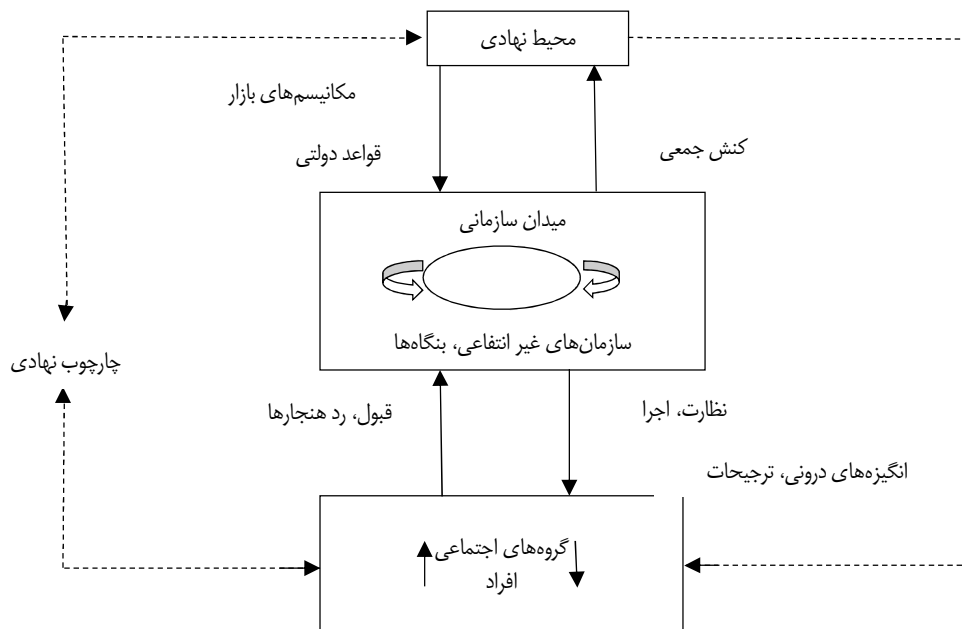 محیط نهادی
مکانیسم‌های بازار
قواعد دولتی
کنش جمعی
میدان سازمانی
سازمان‌های غیر انتفاعی، بنگاه‌ها
چارچوب نهادی
قبول، رد هنجارها
نظارت، اجرا
انگیزه‌های درونی، ترجیحات
گروه‌های اجتماعی
افراد